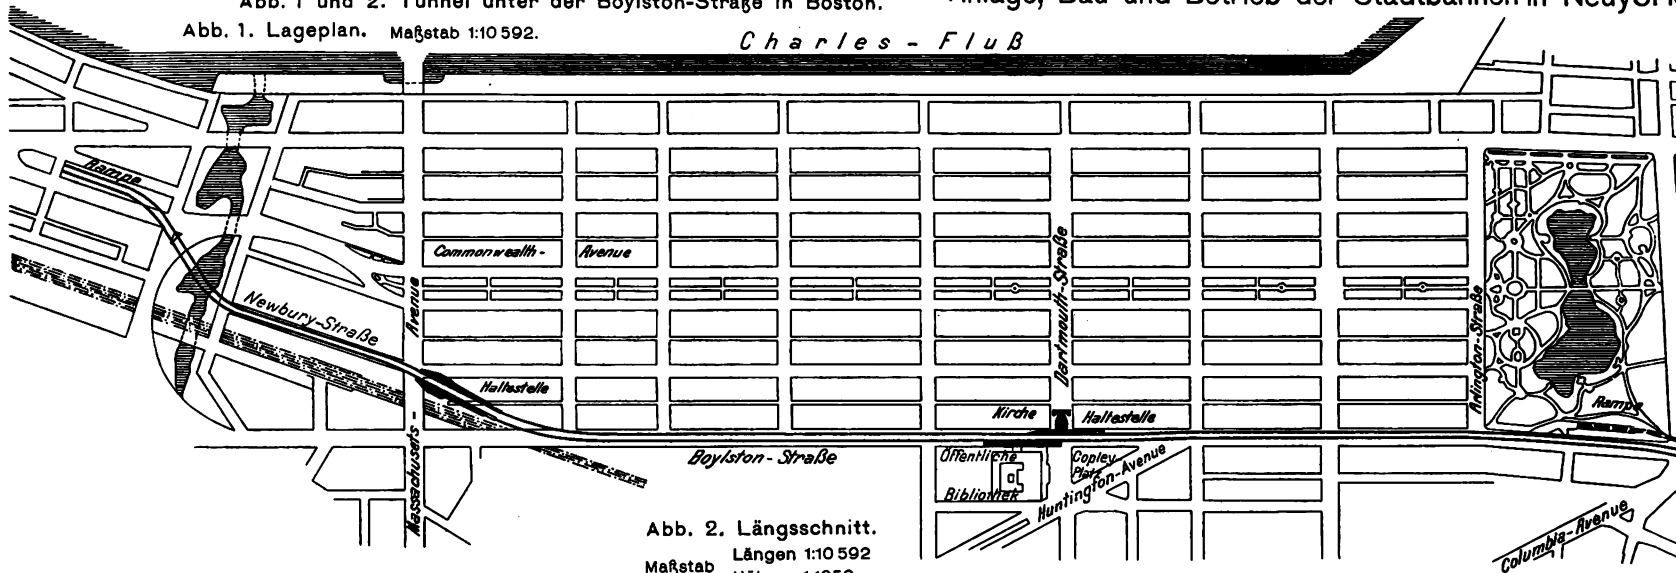 Abb. 1 und 2. Tunnel unter der Boylston-Straße in Boston.
Anlage, Bau und Betrieb der Stadtbahnen in Neuyork
Abb. 1. Lageplan. Maßstab 1:10 592.
Charles-Fluß
Rampe
Commonwealth-Avenue
Dartmouth-Straße
Newbury-Straße
Massachusets-Avenue
Arlington-Straße
Haltestelle
Kirche
Haltestelle
Rampe
Boylston-Straße
Öffentliche
Bibliothek
Copley
Platz
Huntington-Avenue
Columbia-Avenue
Abb. 2. Längsschnitt.
Maßstab
Längen 1:10 592